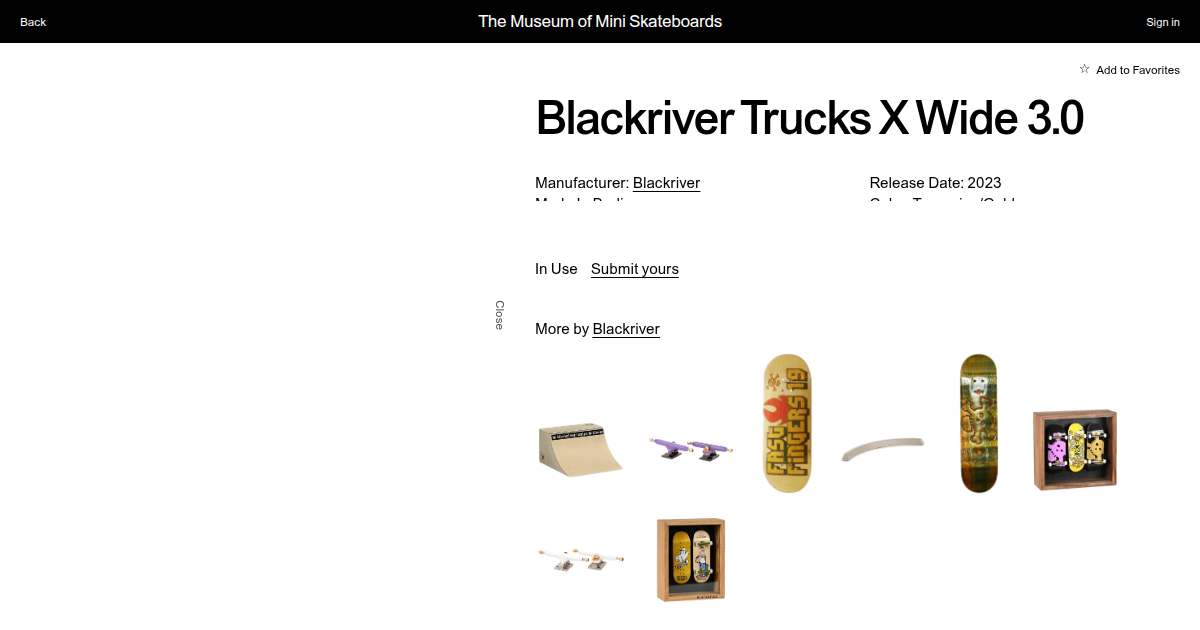 Back
The Museum of Mini Skateboards
Sign in
☆ Add to Favorites
Blackriver Trucks X Wide 3.0
Manufacturer: Blackriver
Release Date: 2023
In Use Submit yours
Close
More by Blackriver
FAST FINGERS 19